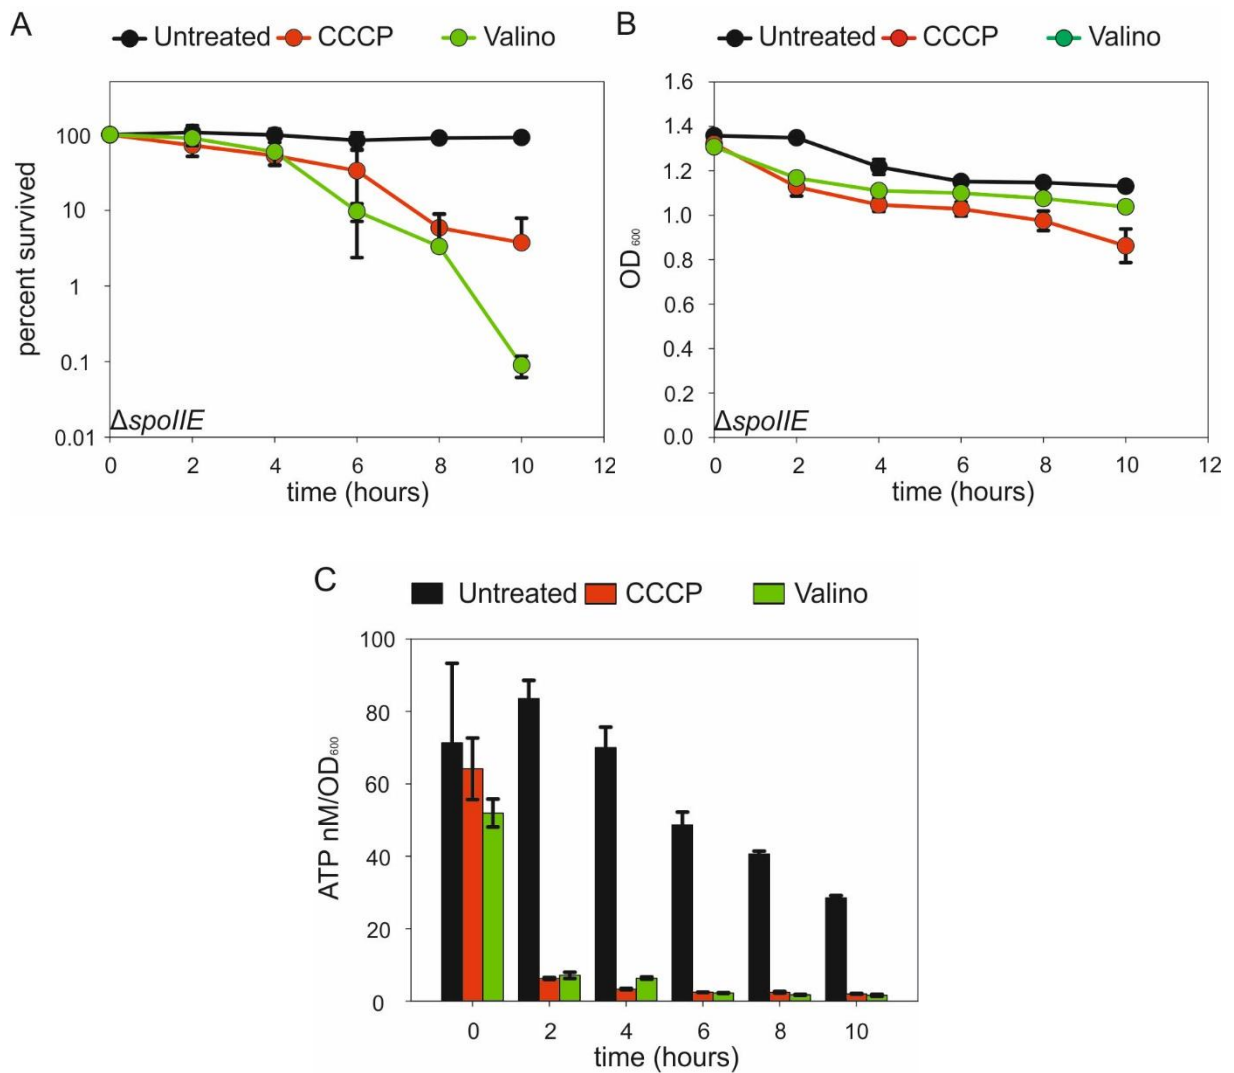 A
Untreated CCCP Valino
percent survived
100
10
1
0.1
0.01
ΔspoIIE
0 2 4 6 8 10 12
time (hours)
B
Untreated CCCP Valino
OD600
1.6
1.4
1.2
1.0
0.8
0.6
0.4
0.2
0.0
ΔspoIIE
0 2 4 6 8 10 12
time (hours)
C
Untreated CCCP Valino
ATP nM/OD600
100
80
60
40
20
0
0 2 4 6 8 10
time (hours)